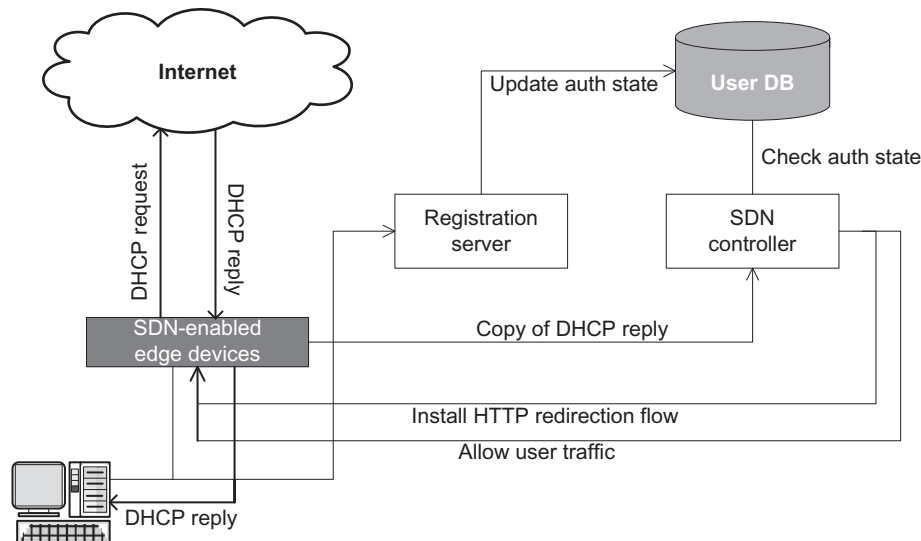 Internet
User DB
Update auth state
Check auth state
DHCP request
DHCP reply
Registration
server
SDN
controller
SDN-enabled
edge devices
Copy of DHCP reply
Install HTTP redirection flow
Allow user traffic
DHCP reply